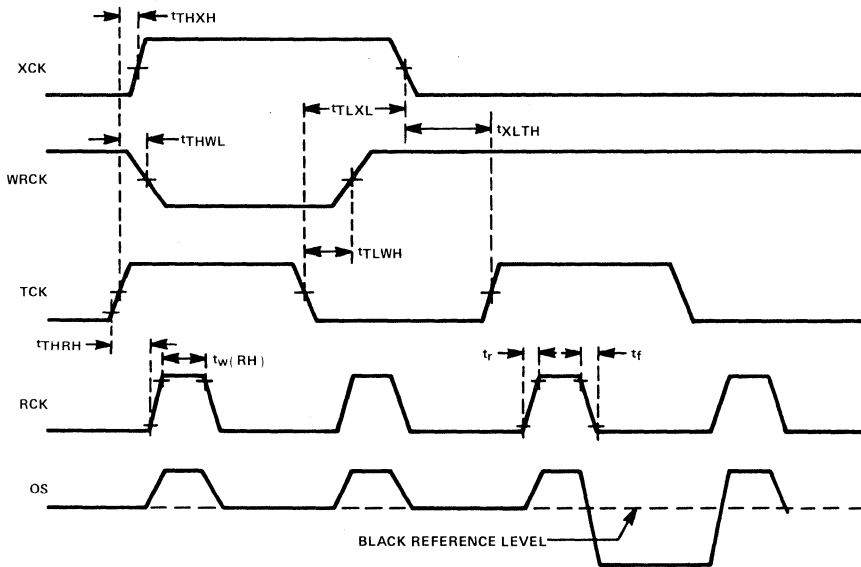 tTHXH
XCK
tTLXL
tXLTH
tTHWL
WRCK
tTLWH
TCK
tTHRH
tw(RH)
tr
tf
RCK
OS
BLACK REFERENCE LEVEL